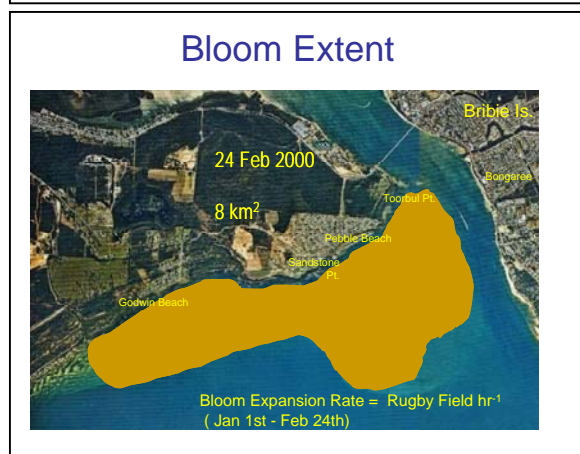 Bloom Extent
Bribie Is.
24 Feb 2000
Bongaree
Toorbul Pt.
8 km²
Pebble Beach
Sandstone
Pt.
Godwin Beach
Bloom Expansion Rate = Rugby Field hr⁻¹
( Jan 1st - Feb 24th)